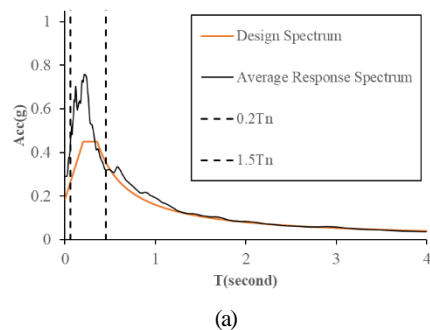 1
0.8
0.6
0.4
0.2
0
Acc(g)
Design Spectrum
Average Response Spectrum
0.2Tn
1.5Tn
0 1 2 3 4
T(second)
(a)